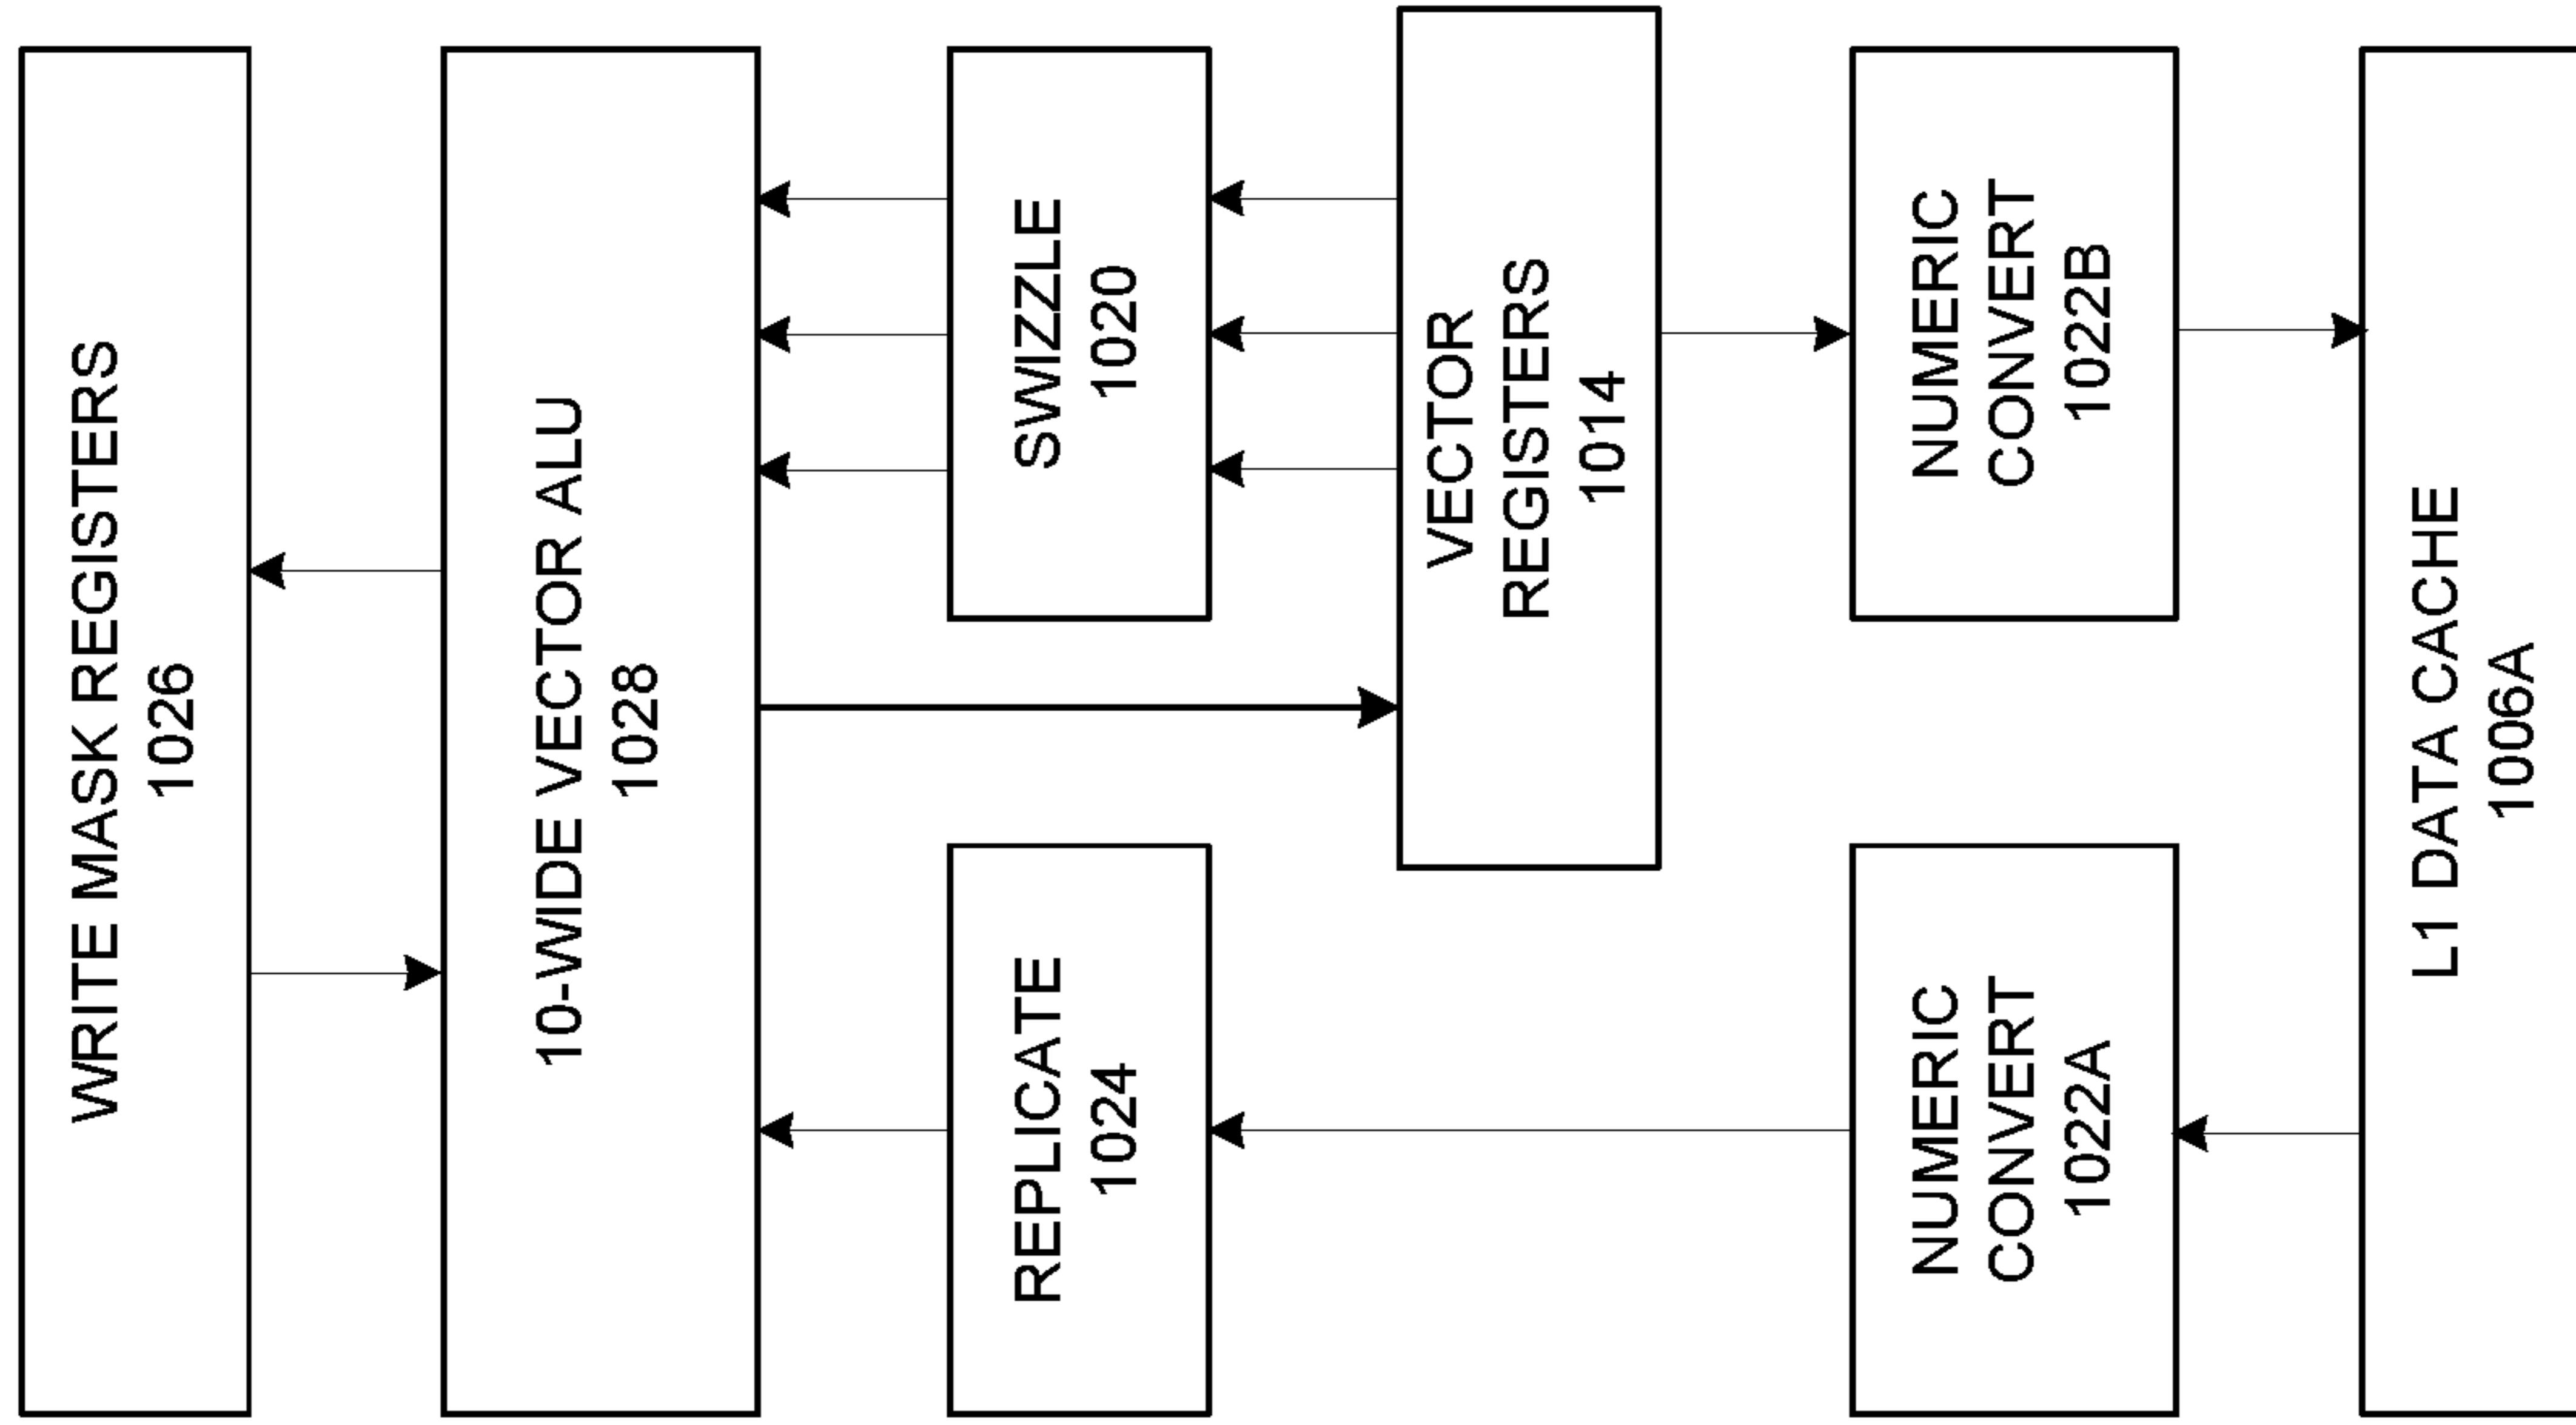 WRITE MASK REGISTERS
1026
10-WIDE VECTOR ALU
1028
REPLICATE
1024
SWIZZLE
1020
VECTOR
REGISTERS
1014
NUMERIC
CONVERT
1022A
NUMERIC
CONVERT
1022B
L1 DATA CACHE
1006A